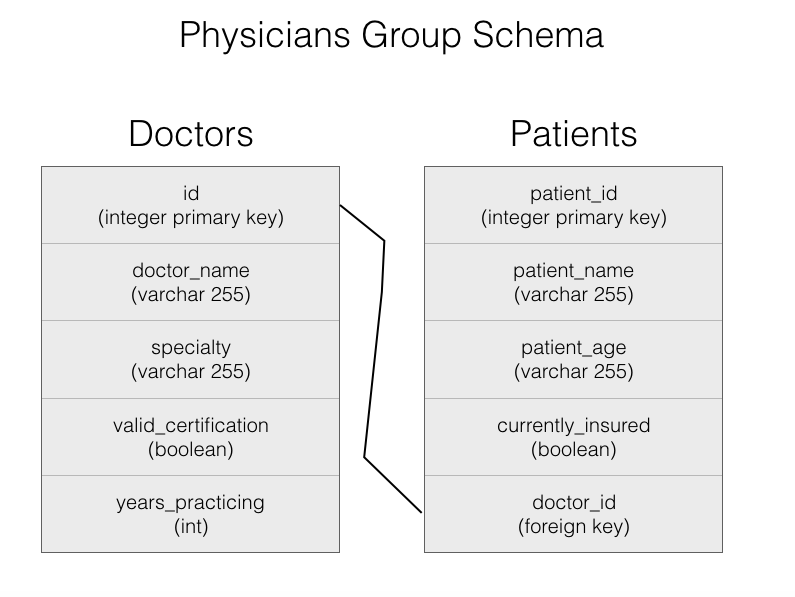 Physicians Group Schema
Doctors
id
(integer primary key)
doctor_name
(varchar 255)
specialty
(varchar 255)
valid_certification
(boolean)
years_practicing
(int)
Patients
patient_id
(integer primary key)
patient_name
(varchar 255)
patient_age
(varchar 255)
currently_insured
(boolean)
doctor_id
(foreign key)